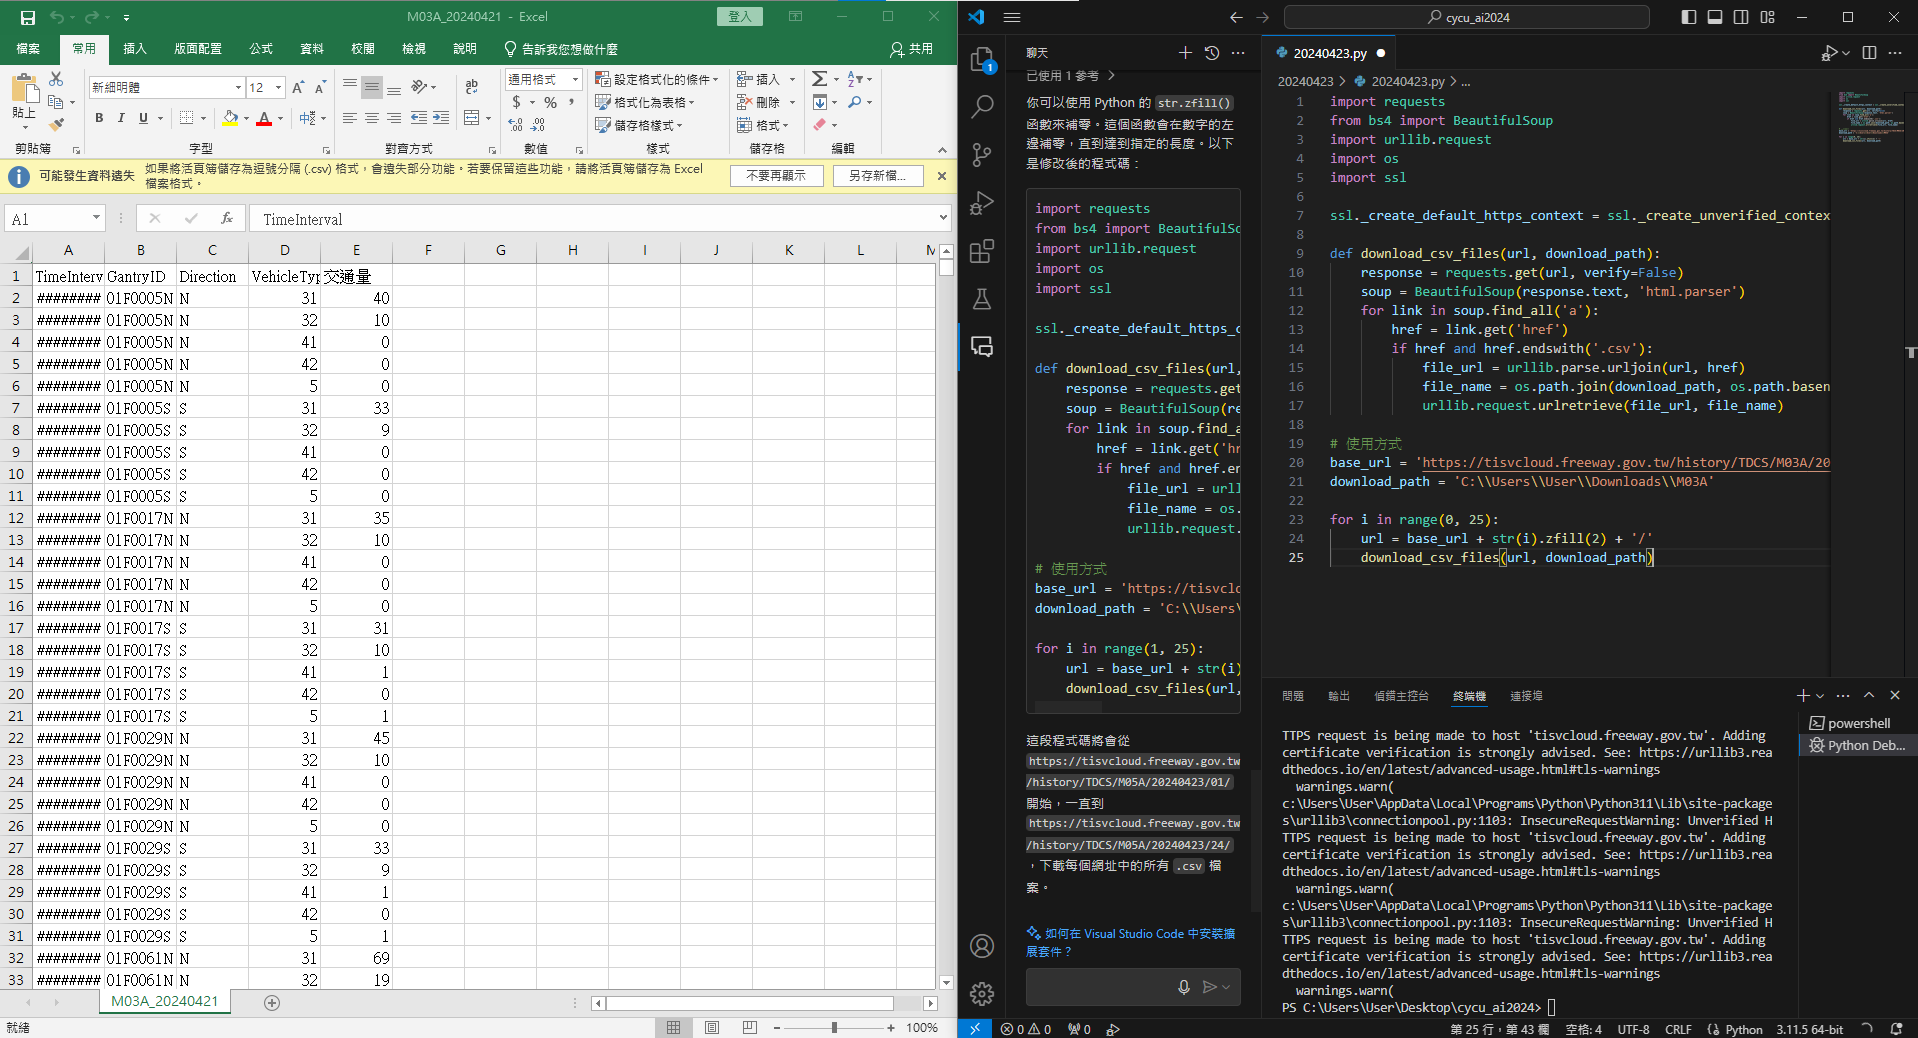 M03A_20240421 - Excel
登入
檔案 常用 插入 版面配置 公式 資料 校閱 檢視 說明 告訴我您想做什麼 共用
貼上
新細明體 12
B I U
通用格式
$ % ,
設定格式化的條件
格式化為表格
儲存格樣式
插入
刪除
格式
剪貼簿 字型 對齊方式 數值 樣式 儲存格 編輯
可能發生資料遺失 如果將活頁簿儲存為逗號分隔 (.csv) 格式，會遺失部分功能。若要保留這些功能，請將活頁簿儲存為 Excel
檔案格式。
不要再顯示 另存新檔...
A1 fx TimeInterval
A B C D E F G H I J K L M
1 TimeInterv GantryID Direction VehicleTyp 交通量
2 ######## 01F0005N N 31 40
3 ######## 01F0005N N 32 10
4 ######## 01F0005N N 41 0
5 ######## 01F0005N N 42 0
6 ######## 01F0005N N 5 0
7 ######## 01F0005S S 31 33
8 ######## 01F0005S S 32 9
9 ######## 01F0005S S 41 0
10 ######## 01F0005S S 42 0
11 ######## 01F0005S S 5 0
12 ######## 01F0017N N 31 35
13 ######## 01F0017N N 32 10
14 ######## 01F0017N N 41 0
15 ######## 01F0017N N 42 0
16 ######## 01F0017N N 5 0
17 ######## 01F0017S S 31 31
18 ######## 01F0017S S 32 10
19 ######## 01F0017S S 41 1
20 ######## 01F0017S S 42 0
21 ######## 01F0017S S 5 1
22 ######## 01F0029N N 31 45
23 ######## 01F0029N N 32 10
24 ######## 01F0029N N 41 0
25 ######## 01F0029N N 42 0
26 ######## 01F0029N N 5 0
27 ######## 01F0029S S 31 33
28 ######## 01F0029S S 32 9
29 ######## 01F0029S S 41 1
30 ######## 01F0029S S 42 0
31 ######## 01F0029S S 5 1
32 ######## 01F0061N N 31 69
33 ######## 01F0061N N 32 19
M03A_20240421
就緒
100%
cycu_ai2024
聊天
已使用 1 參考
你可以使用 Python 的 str.zfill()
函數來補零。這個函數會在數字的左
邊補零，直到達到指定的長度。以下
是修改後的程式碼：
import requests
from bs4 import BeautifulSo
import urllib.request
import os
import ssl
ssl._create_default_https_c
def download_csv_files(url,
response = requests.get
soup = BeautifulSoup(re
for link in soup.find_a
href = link.get('hr
if href and href.en
file_url = urll
file_name = os.
urllib.request.
# 使用方式
base_url = 'https://tisvclo
download_path = 'C:\\Users\
for i in range(1, 25):
url = base_url + str(i)
download_csv_files(url,
這段程式碼將會從
https://tisvcloud.freeway.gov.tw
/history/TDCS/M05A/20240423/01/
開始，一直到
https://tisvcloud.freeway.gov.tw
/history/TDCS/M05A/20240423/24/
，下載每個網址中的所有 .csv 檔
案。
如何在 Visual Studio Code 中安裝擴
展套件？
1
20240423.py
20240423 > 20240423.py > ...
1 import requests
2 from bs4 import BeautifulSoup
3 import urllib.request
4 import os
5 import ssl
6
7 ssl._create_default_https_context = ssl._create_unverified_contex
8
9 def download_csv_files(url, download_path):
10 response = requests.get(url, verify=False)
11 soup = BeautifulSoup(response.text, 'html.parser')
12 for link in soup.find_all('a'):
13 href = link.get('href')
14 if href and href.endswith('.csv'):
15 file_url = urllib.parse.urljoin(url, href)
16 file_name = os.path.join(download_path, os.path.basen
17 urllib.request.urlretrieve(file_url, file_name)
18
19 # 使用方式
20 base_url = 'https://tisvcloud.freeway.gov.tw/history/TDCS/M03A/20
21 download_path = 'C:\\Users\\User\\Downloads\\M03A'
22
23 for i in range(0, 25):
24 url = base_url + str(i).zfill(2) + '/'
25 download_csv_files(url, download_path)
問題 輸出 偵錯主控台 終端機 連接埠
powershell
Python Deb...
TTPS request is being made to host 'tisvcloud.freeway.gov.tw'. Adding
certificate verification is strongly advised. See: https://urllib3.rea
dthedocs.io/en/latest/advanced-usage.html#tls-warnings
warnings.warn(
c:\Users\User\AppData\Local\Programs\Python\Python311\Lib\site-package
s\urllib3\connectionpool.py:1103: InsecureRequestWarning: Unverified H
TTPS request is being made to host 'tisvcloud.freeway.gov.tw'. Adding
certificate verification is strongly advised. See: https://urllib3.rea
dthedocs.io/en/latest/advanced-usage.html#tls-warnings
warnings.warn(
c:\Users\User\AppData\Local\Programs\Python\Python311\Lib\site-package
s\urllib3\connectionpool.py:1103: InsecureRequestWarning: Unverified H
TTPS request is being made to host 'tisvcloud.freeway.gov.tw'. Adding
certificate verification is strongly advised. See: https://urllib3.rea
dthedocs.io/en/latest/advanced-usage.html#tls-warnings
warnings.warn(
PS C:\Users\User\Desktop\cycu_ai2024>
0 0 0 第 25 行，第 43 欄 空格: 4 UTF-8 CRLF Python 3.11.5 64-bit